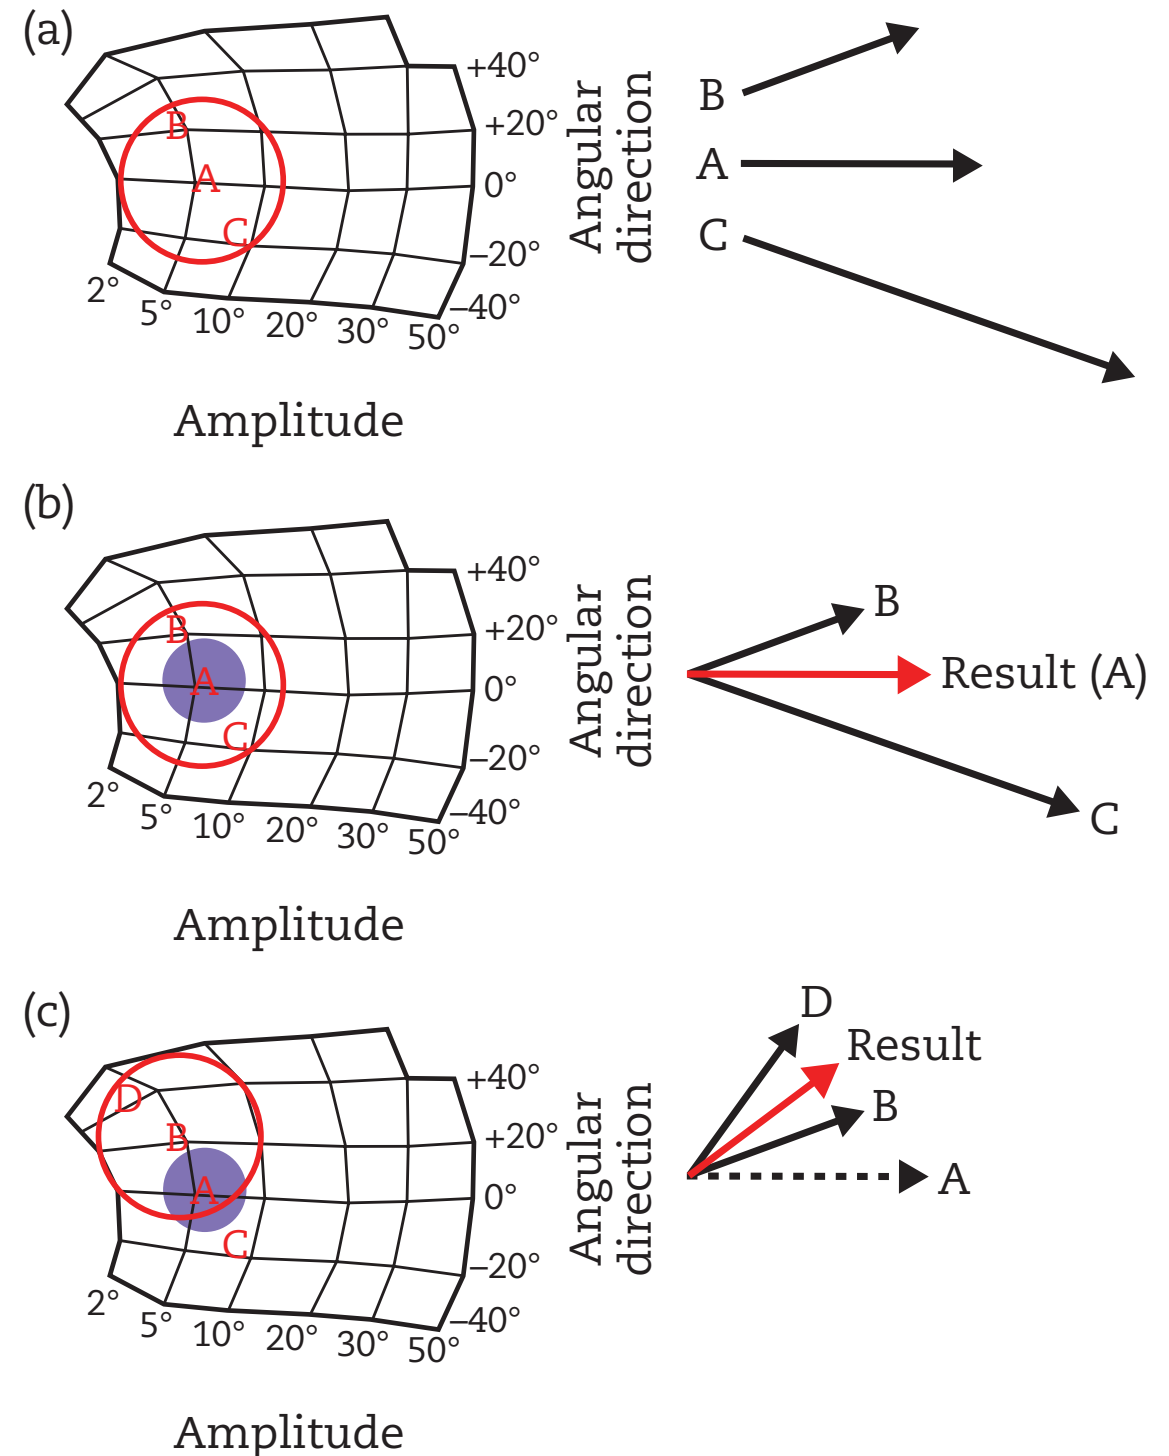 (a)
+40°
+20°
0°
−20°
−40°
2°
5°
10°
20°
30°
50°
B
A
C
Amplitude
Angular
direction
B
A
C
(b)
+40°
+20°
0°
−20°
−40°
2°
5°
10°
20°
30°
50°
B
A
C
Amplitude
Angular
direction
B
Result (A)
C
(c)
+40°
+20°
0°
−20°
−40°
2°
5°
10°
20°
30°
50°
D
B
A
C
Amplitude
Angular
direction
D
Result
B
A